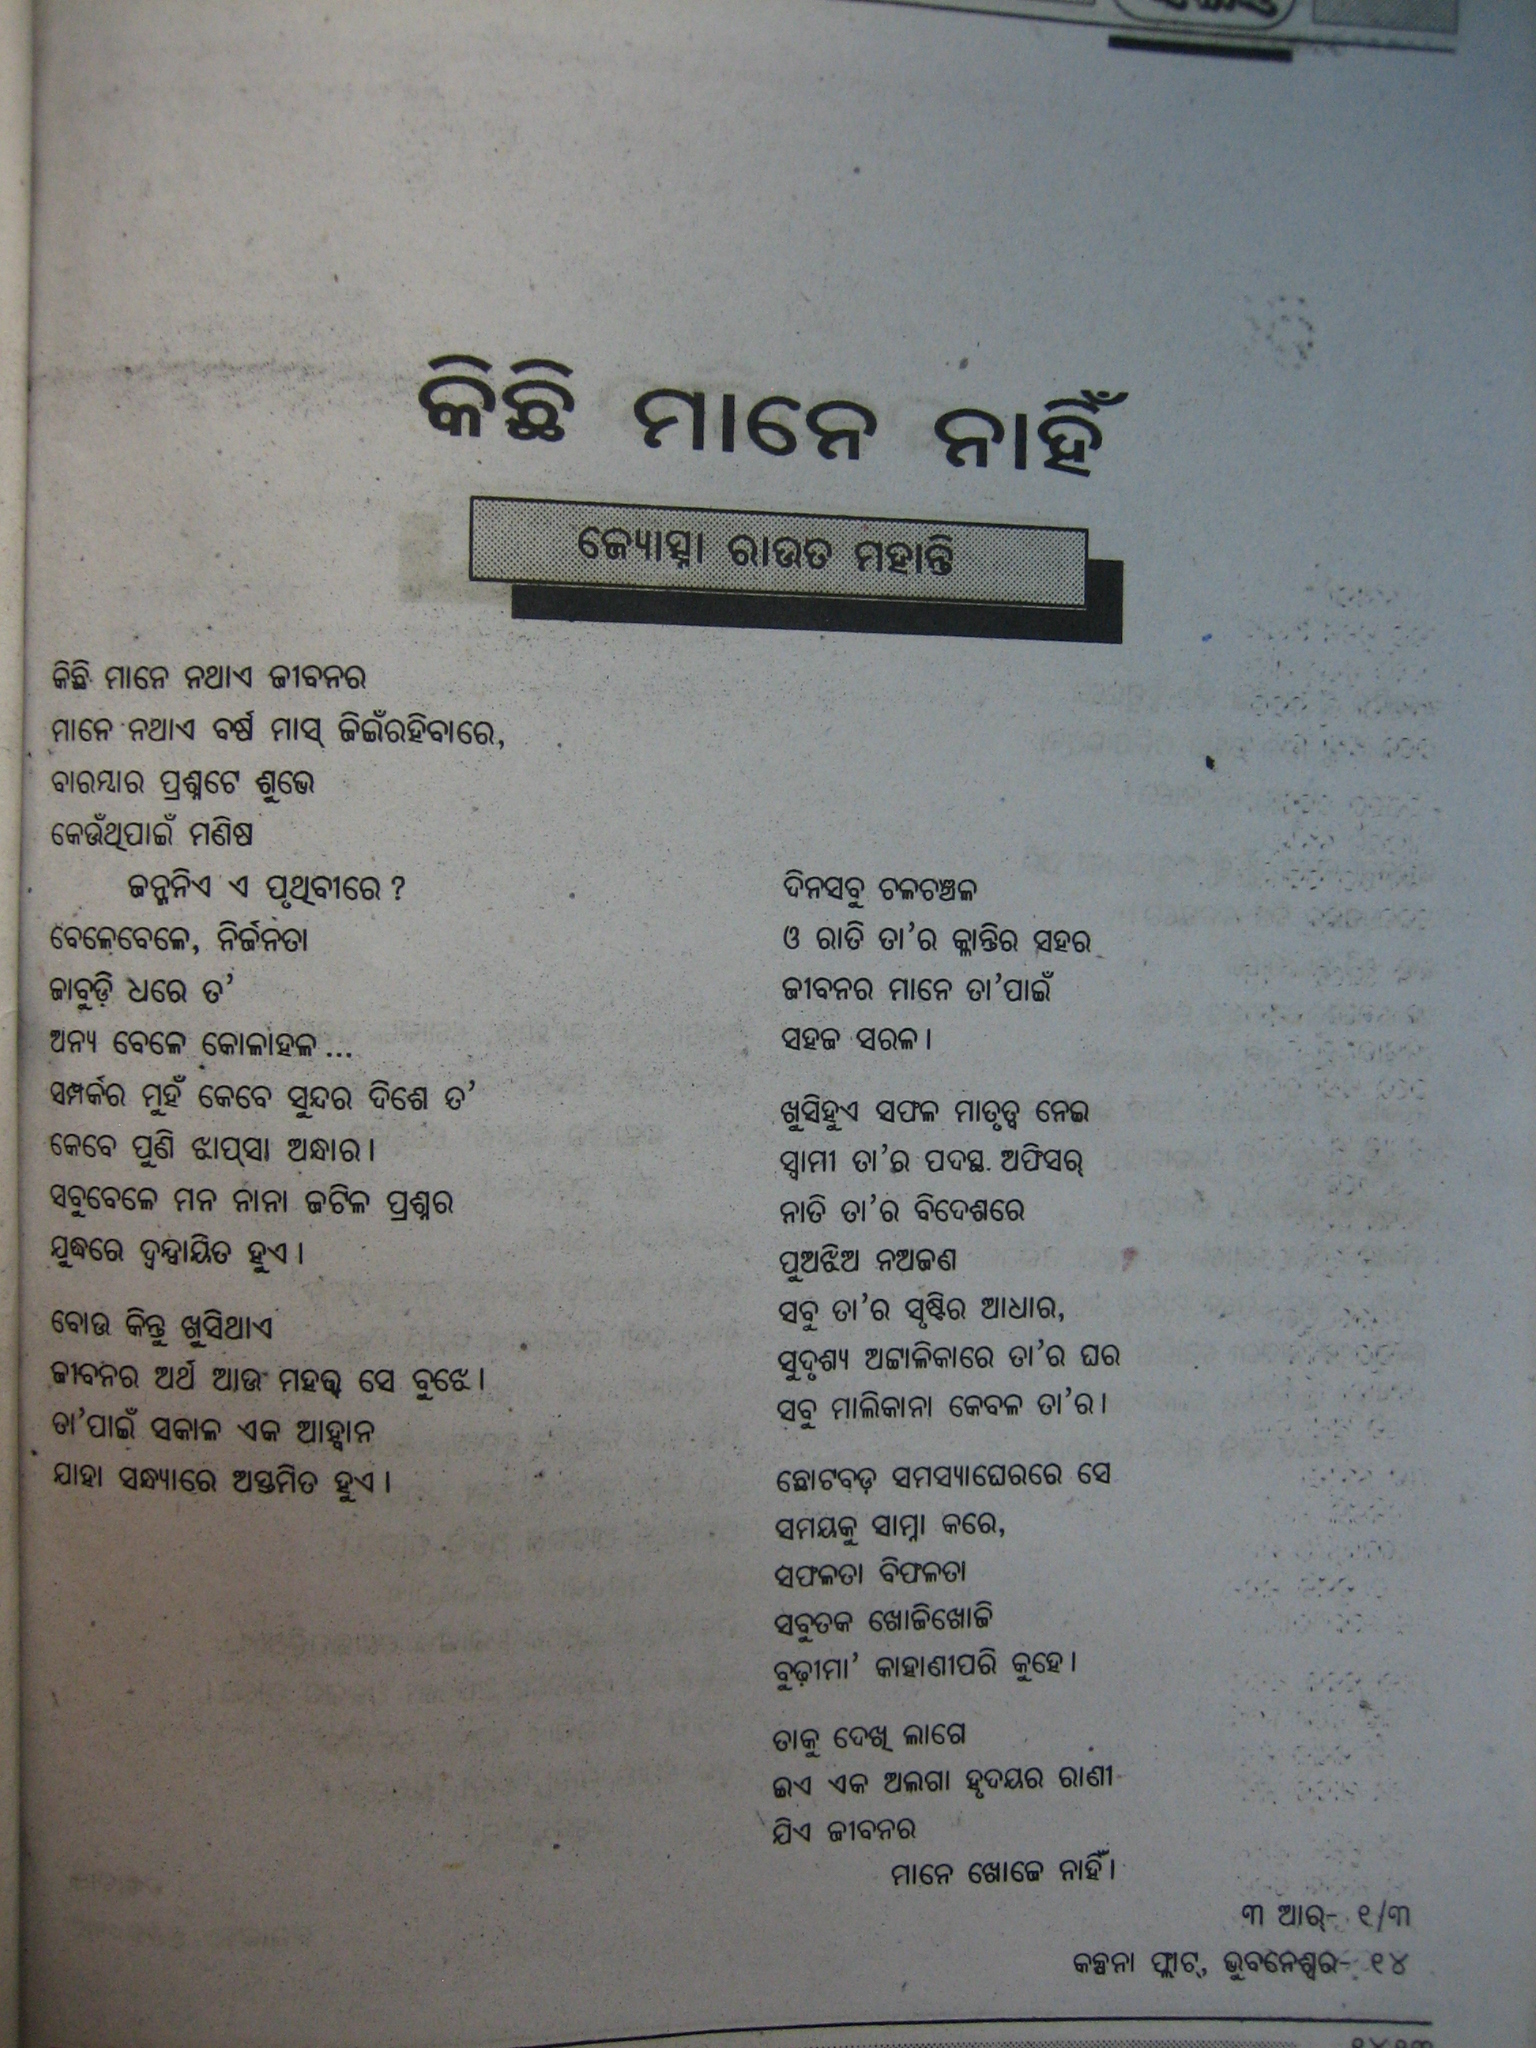 କିଛି ମାନେ ନାହିଁ
ଜ୍ୟୋତ୍ସ୍ନା ରାଉତ ମହାନ୍ତି
କିଛି ମାନେ ନଥାଏ ଜୀବନର
ମାନେ ନଥାଏ ବର୍ଷ ମାସ୍ ଜିଇଁରହିବାରେ,
ବାରମ୍ୱାର ପ୍ରଶ୍ନଟେ ଶୁଭେ
କେଉଁଥିପାଇଁ ମଣିଷ
ଜନ୍ମନିଏ ଏ ପୃଥିବୀରେ ?
ବେଳେବେଳେ, ନିର୍ଜନତା
ଜାବୁଡ଼ି ଧରେ ତ’
ଅନ୍ୟ ବେଳେ କୋଳାହଳ ...
ସମ୍ପର୍କର ମୁହଁ କେବେ ସୁନ୍ଦର ଦିଶେ ତ’
କେବେ ପୁଣି ଝାପ୍‌ସା ଅନ୍ଧାର ।
ସବୁବେଳେ ମନ ନାନା ଜଟିଳ ପ୍ରଶ୍ନର
ଯୁଦ୍ଧରେ ଦ୍ୱନ୍ଦ୍ୱାୟିତ ହୁଏ ।
ବୋଉ କିନ୍ତୁ ଖୁସିଥାଏ
ଜୀବନର ଅର୍ଥ ଆଉ ମହତ୍ତ୍ୱ ସେ ବୁଝେ ।
ତା’ପାଇଁ ସକାଳ ଏକ ଆହ୍ୱାନ
ଯାହା ସନ୍ଧ୍ୟାରେ ଅସ୍ତମିତ ହୁଏ ।
ଦିନସବୁ ଚଳଚଞ୍ଚଳ
ଓ ରାତି ତା’ର କ୍ଳାନ୍ତିର ସହର
ଜୀବନର ମାନେ ତା’ପାଇଁ
ସହଜ ସରଳ ।
ଖୁସିହୁଏ ସଫଳ ମାତୃତ୍ୱ ନେଇ
ସ୍ୱାମୀ ତା’ର ପଦସ୍ଥ ଅଫିସର୍
ନାତି ତା’ର ବିଦେଶରେ
ପୁଅଝିଅ ନଅଜଣ
ସବୁ ତା’ର ସୃଷ୍ଟିର ଆଧାର,
ସୁଦୃଶ୍ୟ ଅଟ୍ଟାଳିକାରେ ତା’ର ଘର
ସବୁ ମାଲିକାନା କେବଳ ତା’ର ।
ଛୋଟବଡ଼ ସମସ୍ୟାଘେରରେ ସେ
ସମୟକୁ ସାମ୍ନା କରେ,
ସଫଳତା ବିଫଳତା
ସବୁତକ ଖୋଜିଖୋଜି
ବୁଢ଼ୀମା’ କାହାଣୀପରି କୁହେ ।
ତାକୁ ଦେଖି ଲାଗେ
ଇଏ ଏକ ଅଲଗା ହୃଦୟର ରାଣୀ
ଯିଏ ଜୀବନର
ମାନେ ଖୋଜେ ନାହିଁ ।
୩ ଆର୍- ୧/୩
କଳ୍ପନା ଫ୍ଲାଟ୍, ଭୁବନେଶ୍ୱର- ୧୪